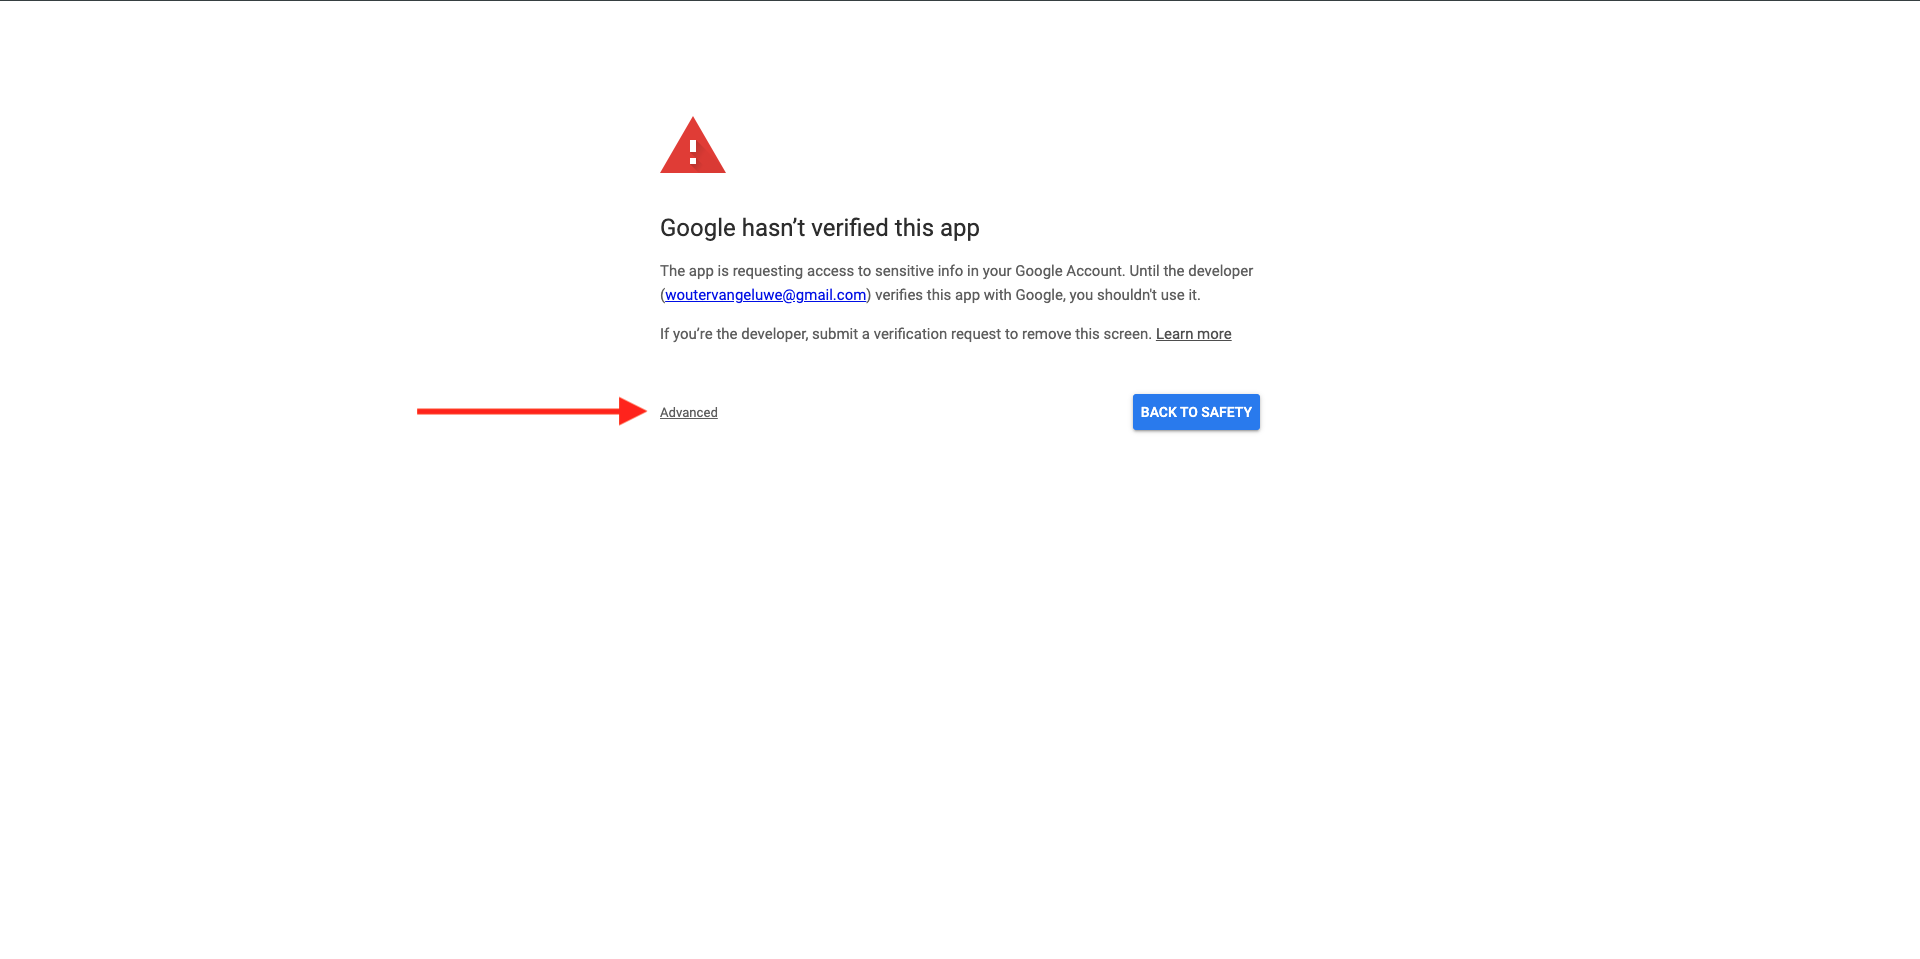 Google hasn’t verified this app
The app is requesting access to sensitive info in your Google Account. Until the developer
(woutervangeluwe@gmail.com) verifies this app with Google, you shouldn't use it.
If you’re the developer, submit a verification request to remove this screen. Learn more
Advanced
BACK TO SAFETY